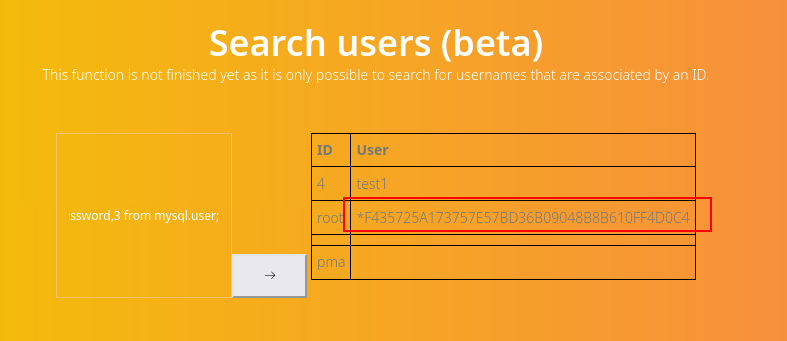 Search users (beta)
This function is not finished yet as it is only possible to search for usernames that are associated by an ID.
ssword,3 from mysql.user;
→
ID User
4 test1
root *F435725A173757E57BD36B09048B8B610FF4D0C4
pma